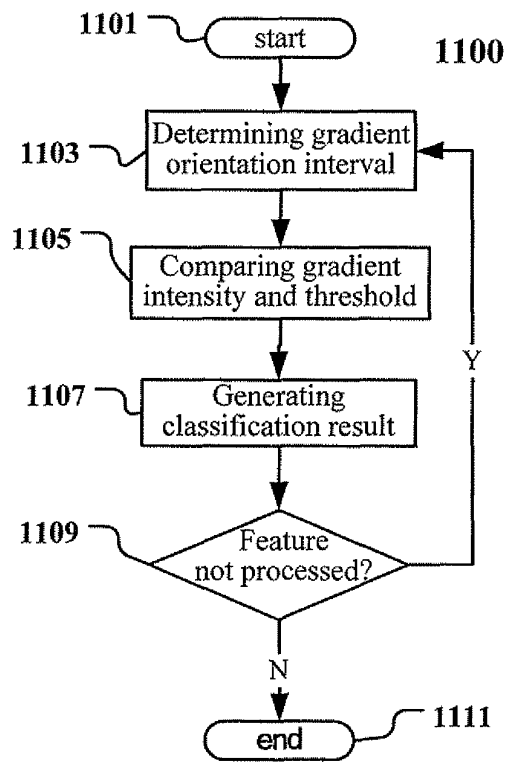 1101
start
1100
1103
Determining gradient
orientation interval
1105
Comparing gradient
intensity and threshold
Y
1107
Generating
classification result
1109
Feature
not processed?
N
end
1111